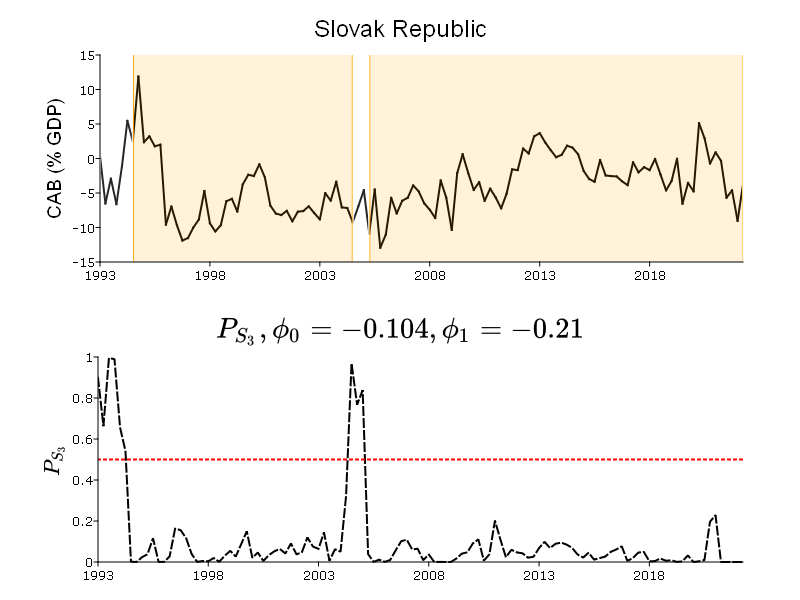 Slovak Republic
CAB (% GDP)
15
10
5
0
−5
−10
−15
1993 1998 2003 2008 2013 2018
P_{S_3}, ϕ_0 = −0.104, ϕ_1 = −0.21
P_{S_3}
1
0.8
0.6
0.4
0.2
0
1993 1998 2003 2008 2013 2018